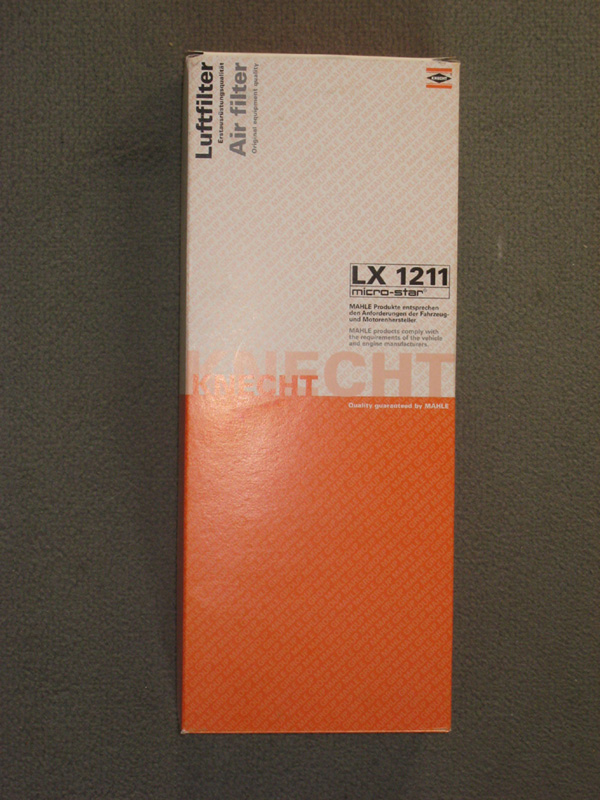 Luftfilter
Erstausrüstungsqualität
Air filter
Original equipment quality
KNECHT
LX 1211
micro-star®
MAHLE Produkte entsprechen
den Anforderungen der Fahrzeug-
und Motorenhersteller.
MAHLE products comply with
the requirements of the vehicle
and engine manufacturers.
KNECHT
KNECHT
Quality guaranteed by MAHLE